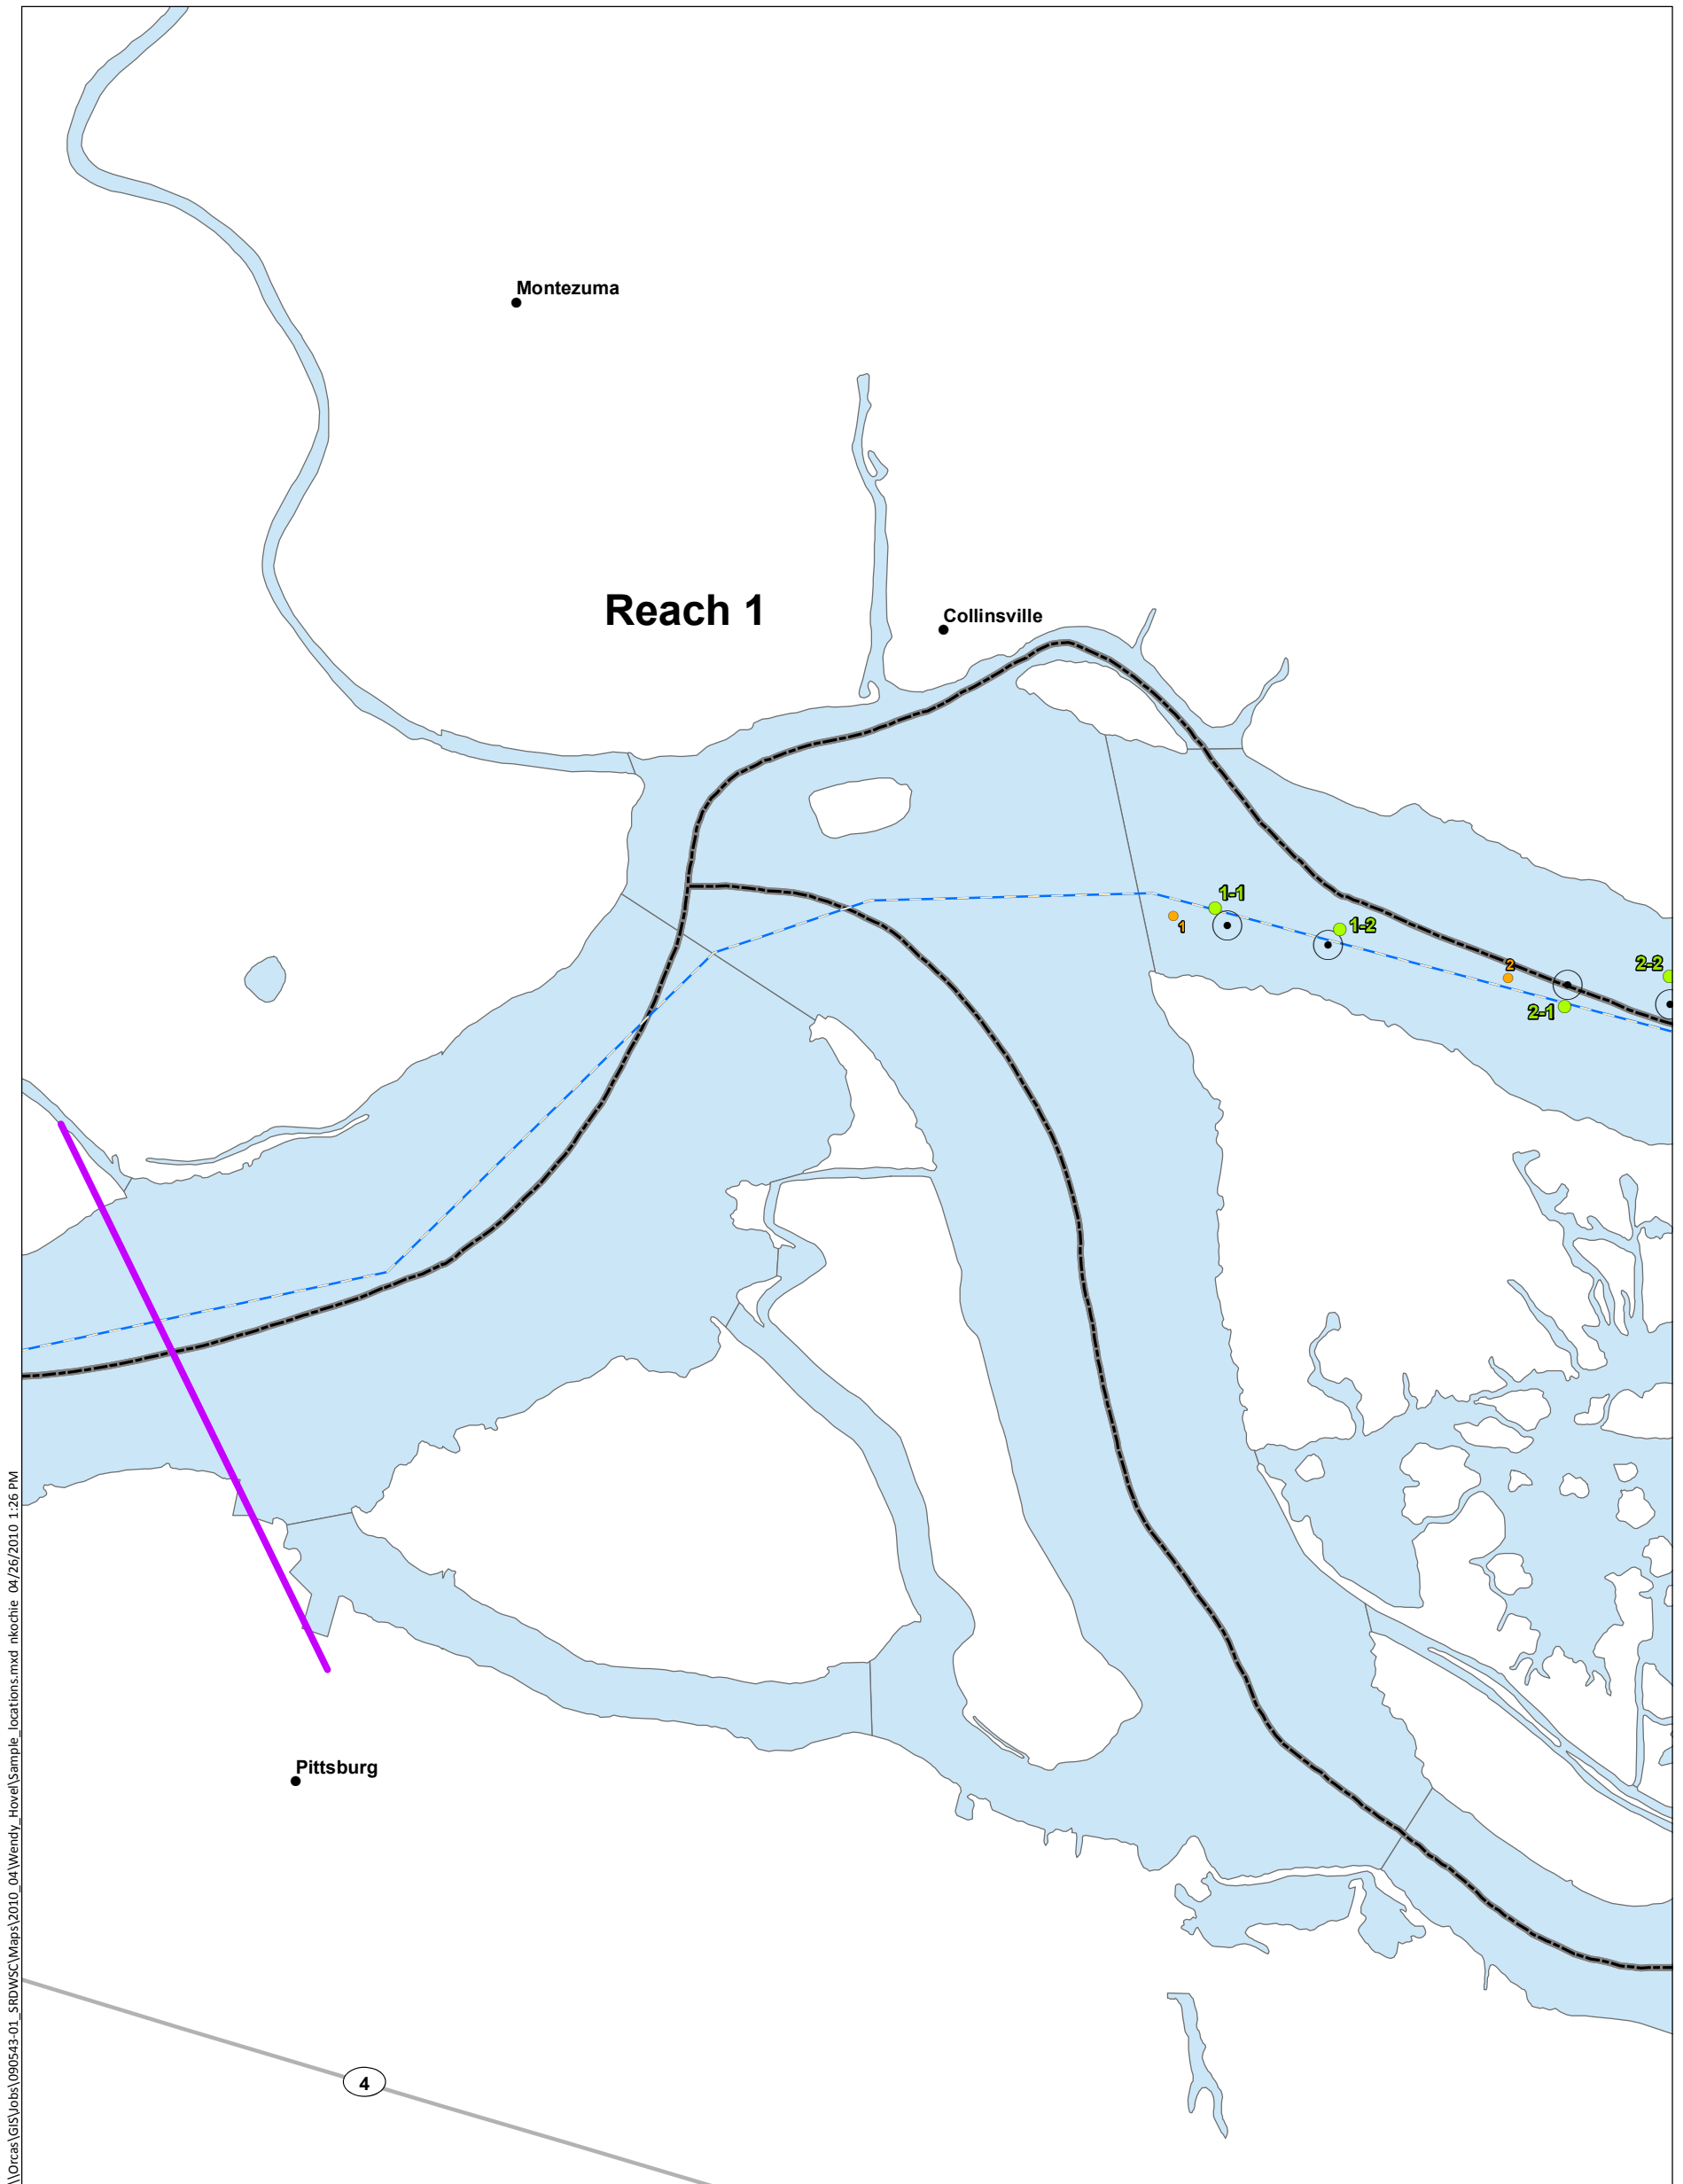 Montezuma
Reach 1
Collinsville
1-1
1
1-2
2
2-2
2-1
Pittsburg
4
\\Orcas\GIS\Jobs\090543-01_SRDWSC\Maps\2010_04\Wendy_Hovel\Sample_locations.mxd nkochie 04/26/2010 1:26 PM